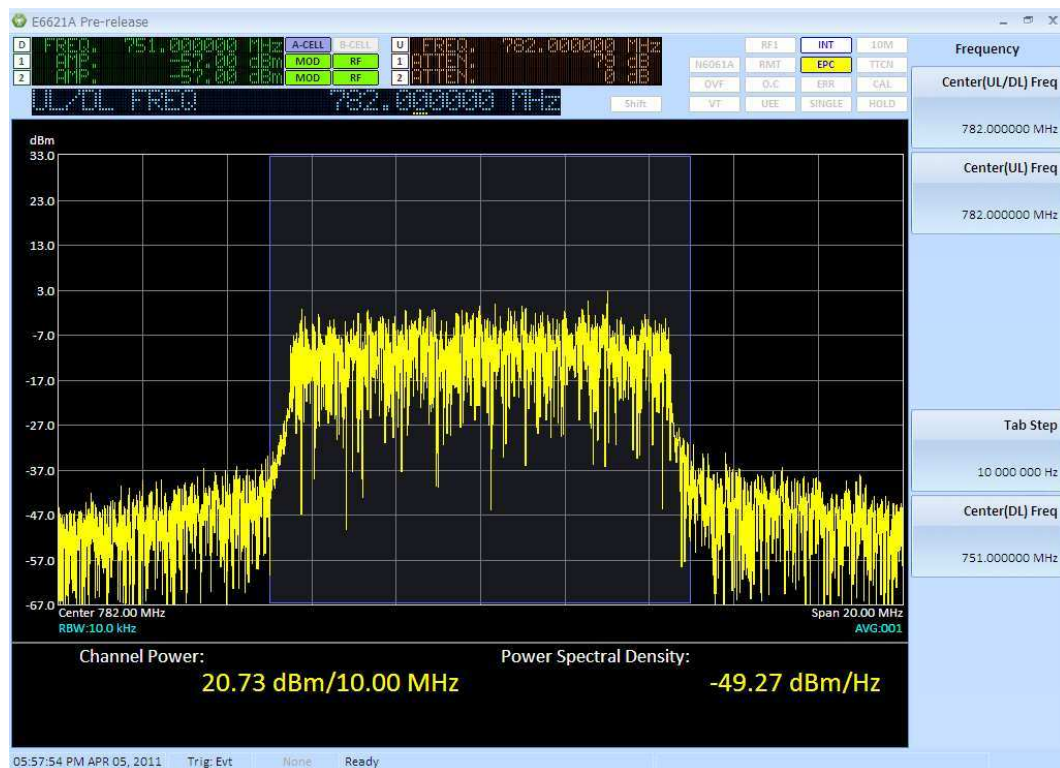 E6621A Pre-release
D FREQ. 751.000000 MHz A-CELL B-CELL U FREQ. 782.000000 MHz RF1 INT 10M
1 AMP. -57.00 dBm MOD RF 1 ATTEN. 79 dB N6061A RMT EPC TTCN
2 AMP. -57.00 dBm MOD RF 2 ATTEN. 0 dB OVF O.C ERR CAL
UL/DL FREQ 782.000000 MHz Shift VT UEE SINGLE HOLD
Frequency
Center(UL/DL) Freq
782.000000 MHz
Center(UL) Freq
782.000000 MHz
Tab Step
10 000 000 Hz
Center(DL) Freq
751.000000 MHz
dBm
33.0
23.0
13.0
3.0
-7.0
-17.0
-27.0
-37.0
-47.0
-57.0
-67.0
Center 782.00 MHz Span 20.00 MHz
RBW:10.0 kHz AVG:001
Channel Power: Power Spectral Density:
20.73 dBm/10.00 MHz -49.27 dBm/Hz
05:57:54 PM APR 05, 2011 Trig: Evt None Ready